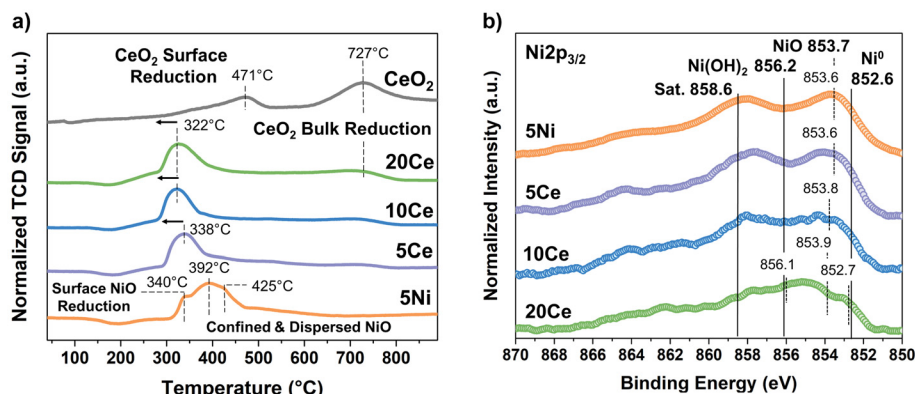 a)
CeO₂ Surface
Reduction
727°C
471°C
CeO₂
322°C
CeO₂ Bulk Reduction
20Ce
10Ce
338°C
5Ce
392°C
Surface NiO
340°C
425°C
Reduction
5Ni
Confined & Dispersed NiO
100 200 300 400 500 600 700 800
Temperature (°C)
Normalized TCD Signal (a.u.)
b)
Ni2p₃/₂
NiO 853.7
Ni⁰
Ni(OH)₂ 856.2
852.6
853.6
Sat. 858.6
5Ni
853.6
5Ce
853.8
10Ce
853.9
856.1
852.7
20Ce
870 868 866 864 862 860 858 856 854 852 850
Binding Energy (eV)
Normalized Intensity (a.u.)